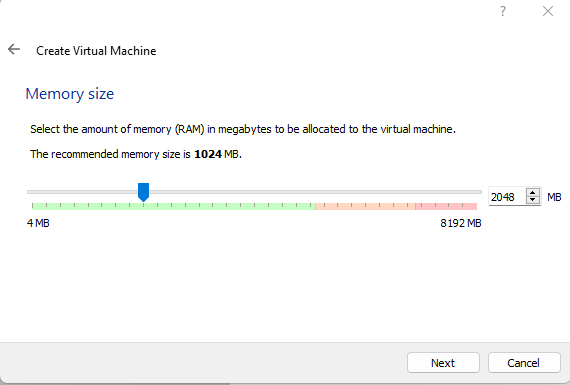 ?
Create Virtual Machine
Memory size
Select the amount of memory (RAM) in megabytes to be allocated to the virtual machine.
The recommended memory size is 1024 MB.
2048 MB
4 MB 8192 MB
Next Cancel